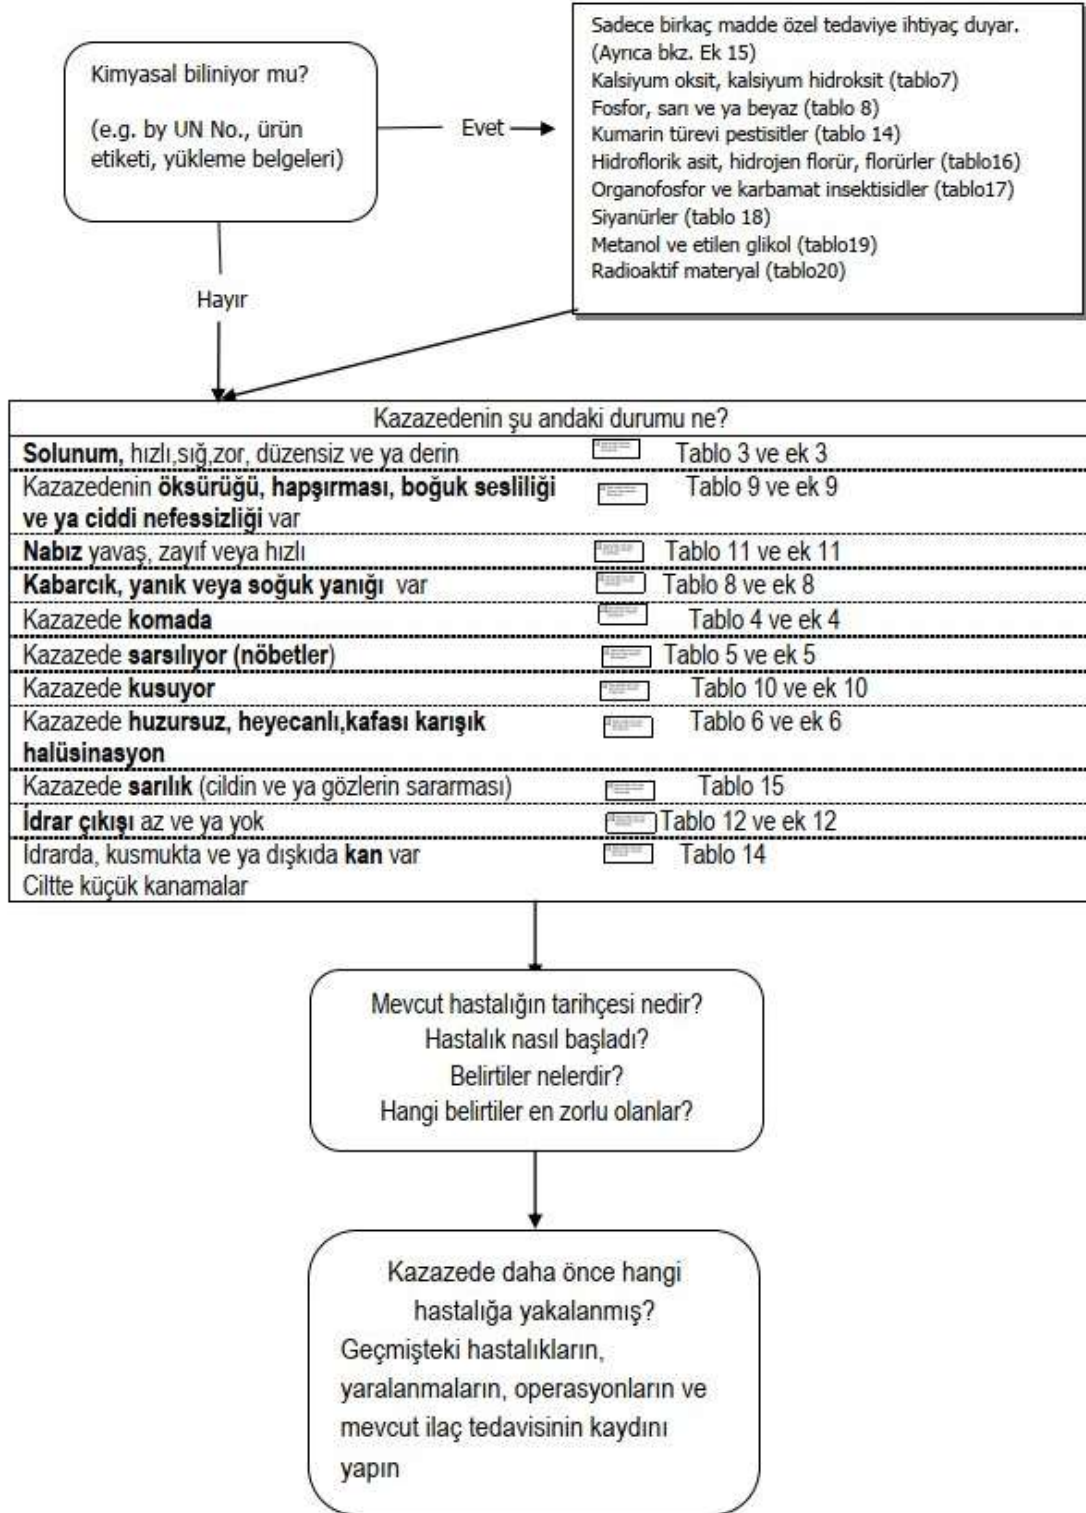 Kimyasal biliniyor mu?
(e.g. by UN No., ürün
etiketi, yükleme belgeleri)
Evet
Sadece birkaç madde özel tedaviye ihtiyaç duyar.
(Ayrıca bkz. Ek 15)
Kalsiyum oksit, kalsiyum hidroksit (tablo7)
Fosfor, sarı ve ya beyaz (tablo 8)
Kumarin türevi pestisitler (tablo 14)
Hidroflorik asit, hidrojen florür, florürler (tablo16)
Organofosfor ve karbamat insektisidler (tablo17)
Siyanürler (tablo 18)
Metanol ve etilen glikol (tablo19)
Radioaktif materyal (tablo20)
Hayır
Kazazedenin şu andaki durumu ne?
Solunum, hızlı,sığ,zor, düzensiz ve ya derin Tablo 3 ve ek 3
Kazazedenin öksürüğü, hapşırması, boğuk sesliliği Tablo 9 ve ek 9
ve ya ciddi nefessizliği var
Nabız yavaş, zayıf veya hızlı Tablo 11 ve ek 11
Kabarcık, yanık veya soğuk yanığı var Tablo 8 ve ek 8
Kazazede komada Tablo 4 ve ek 4
Kazazede sarsılıyor (nöbetler) Tablo 5 ve ek 5
Kazazede kusuyor Tablo 10 ve ek 10
Kazazede huzursuz, heyecanlı,kafası karışık Tablo 6 ve ek 6
halüsinasyon
Kazazede sarılık (cildin ve ya gözlerin sararması) Tablo 15
İdrar çıkışı az ve ya yok Tablo 12 ve ek 12
İdrarda, kusmukta ve ya dışkıda kan var Tablo 14
Ciltte küçük kanamalar
Mevcut hastalığın tarihçesi nedir?
Hastalık nasıl başladı?
Belirtiler nelerdir?
Hangi belirtiler en zorlu olanlar?
Kazazede daha önce hangi
hastalığa yakalanmış?
Geçmişteki hastalıkların,
yaralanmaların, operasyonların ve
mevcut ilaç tedavisinin kaydını
yapın